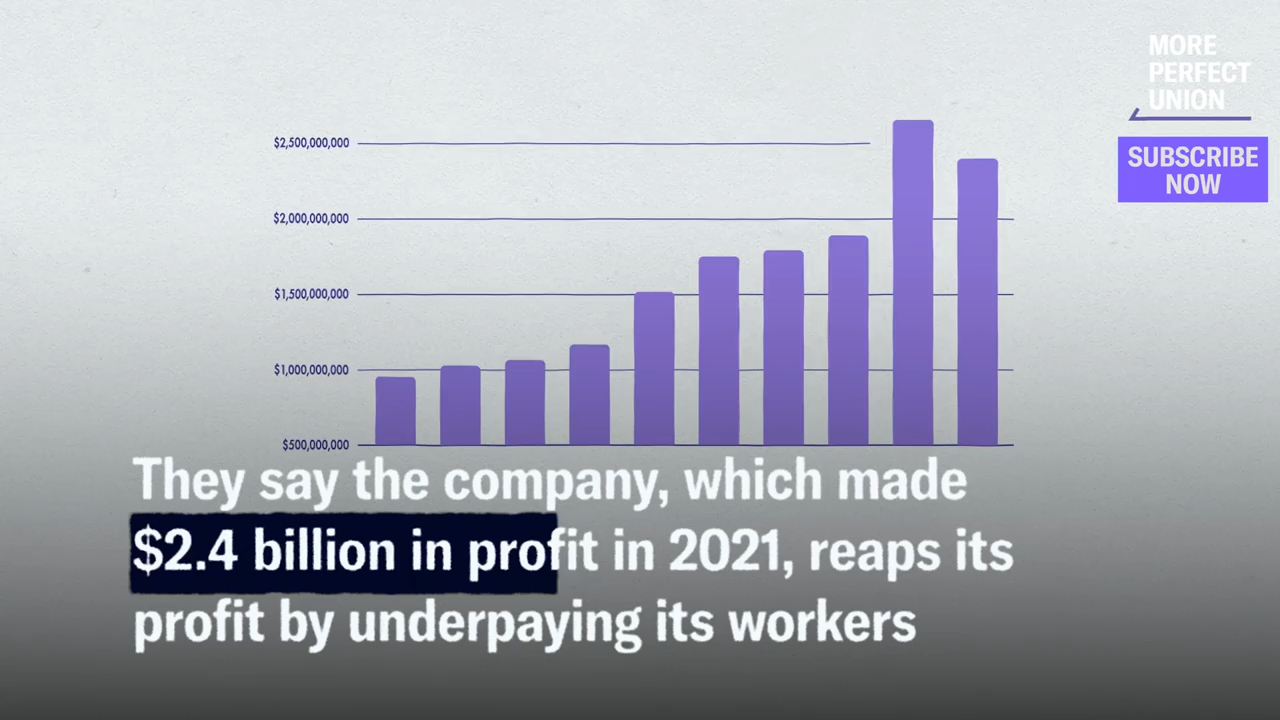 MORE
PERFECT
UNION
SUBSCRIBE
NOW
$2,500,000,000
$2,000,000,000
$1,500,000,000
$1,000,000,000
$500,000,000
They say the company, which made
$2.4 billion in profit in 2021, reaps its
profit by underpaying its workers